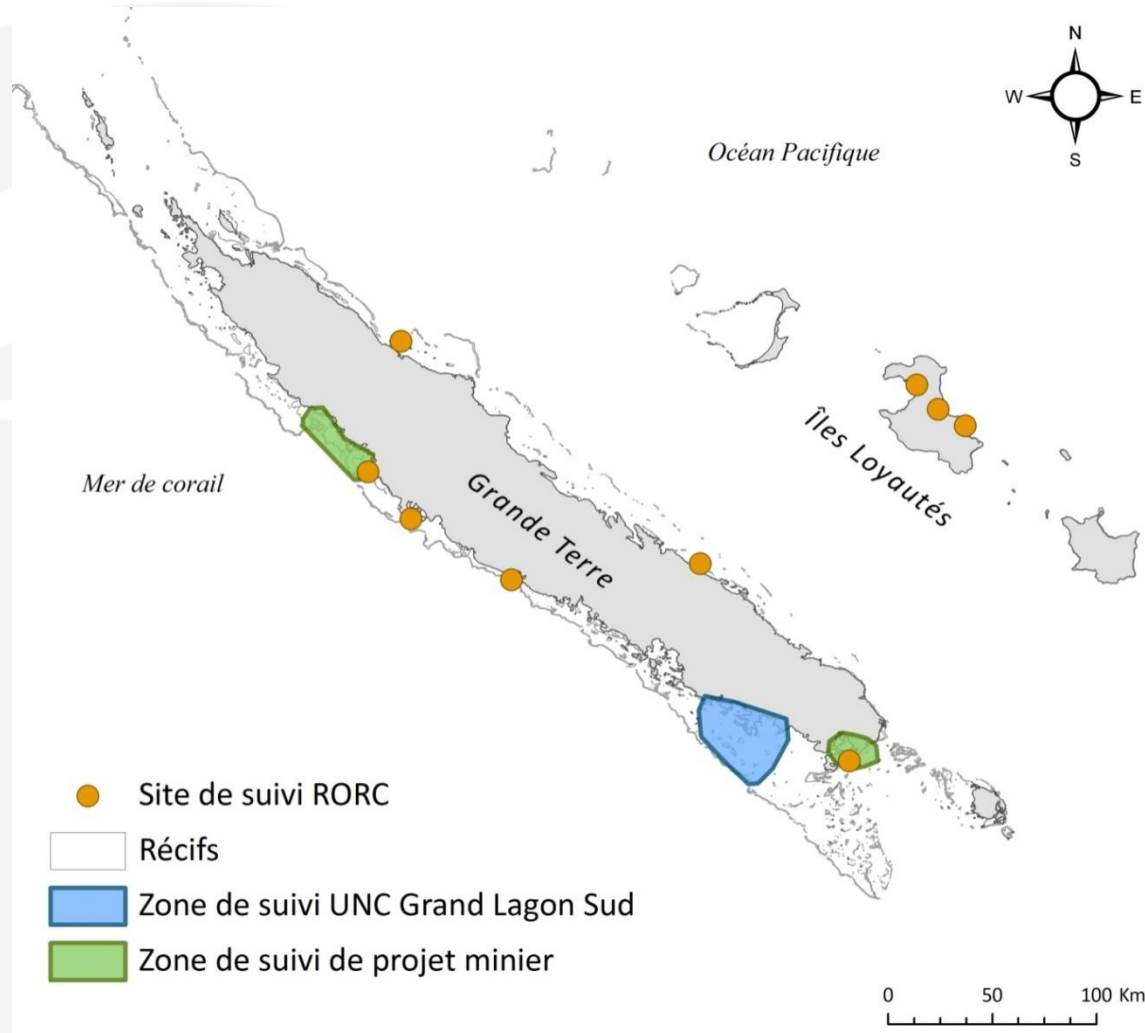 N
W E
S
Océan Pacifique
Mer de corail
Îles Loyautés
Grande Terre
Site de suivi RORC
Récifs
Zone de suivi UNC Grand Lagon Sud
Zone de suivi de projet minier
0 50 100 Km